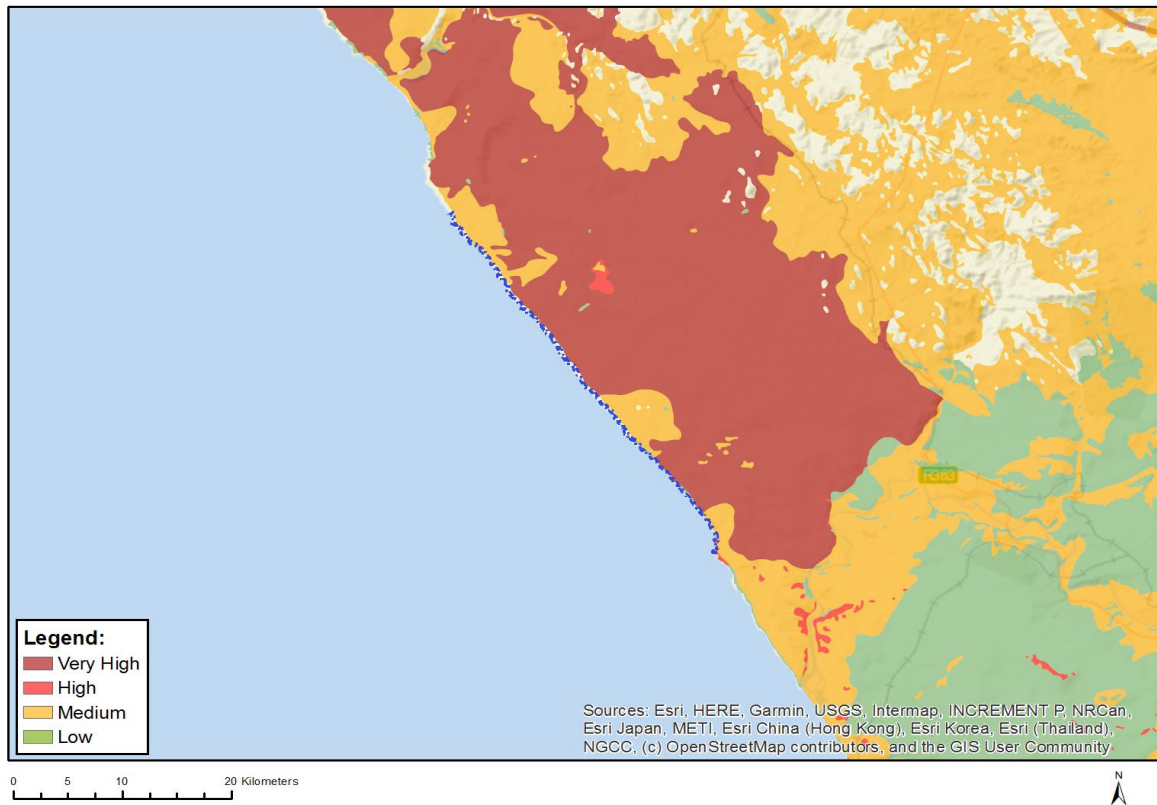 R363
Legend:
Very High
High
Medium
Low
Sources: Esri, HERE, Garmin, USGS, Intermap, INCREMENT P, NRCan,
Esri Japan, METI, Esri China (Hong Kong), Esri Korea, Esri (Thailand),
NGCC, (c) OpenStreetMap contributors, and the GIS User Community
0 5 10 20 Kilometers
N